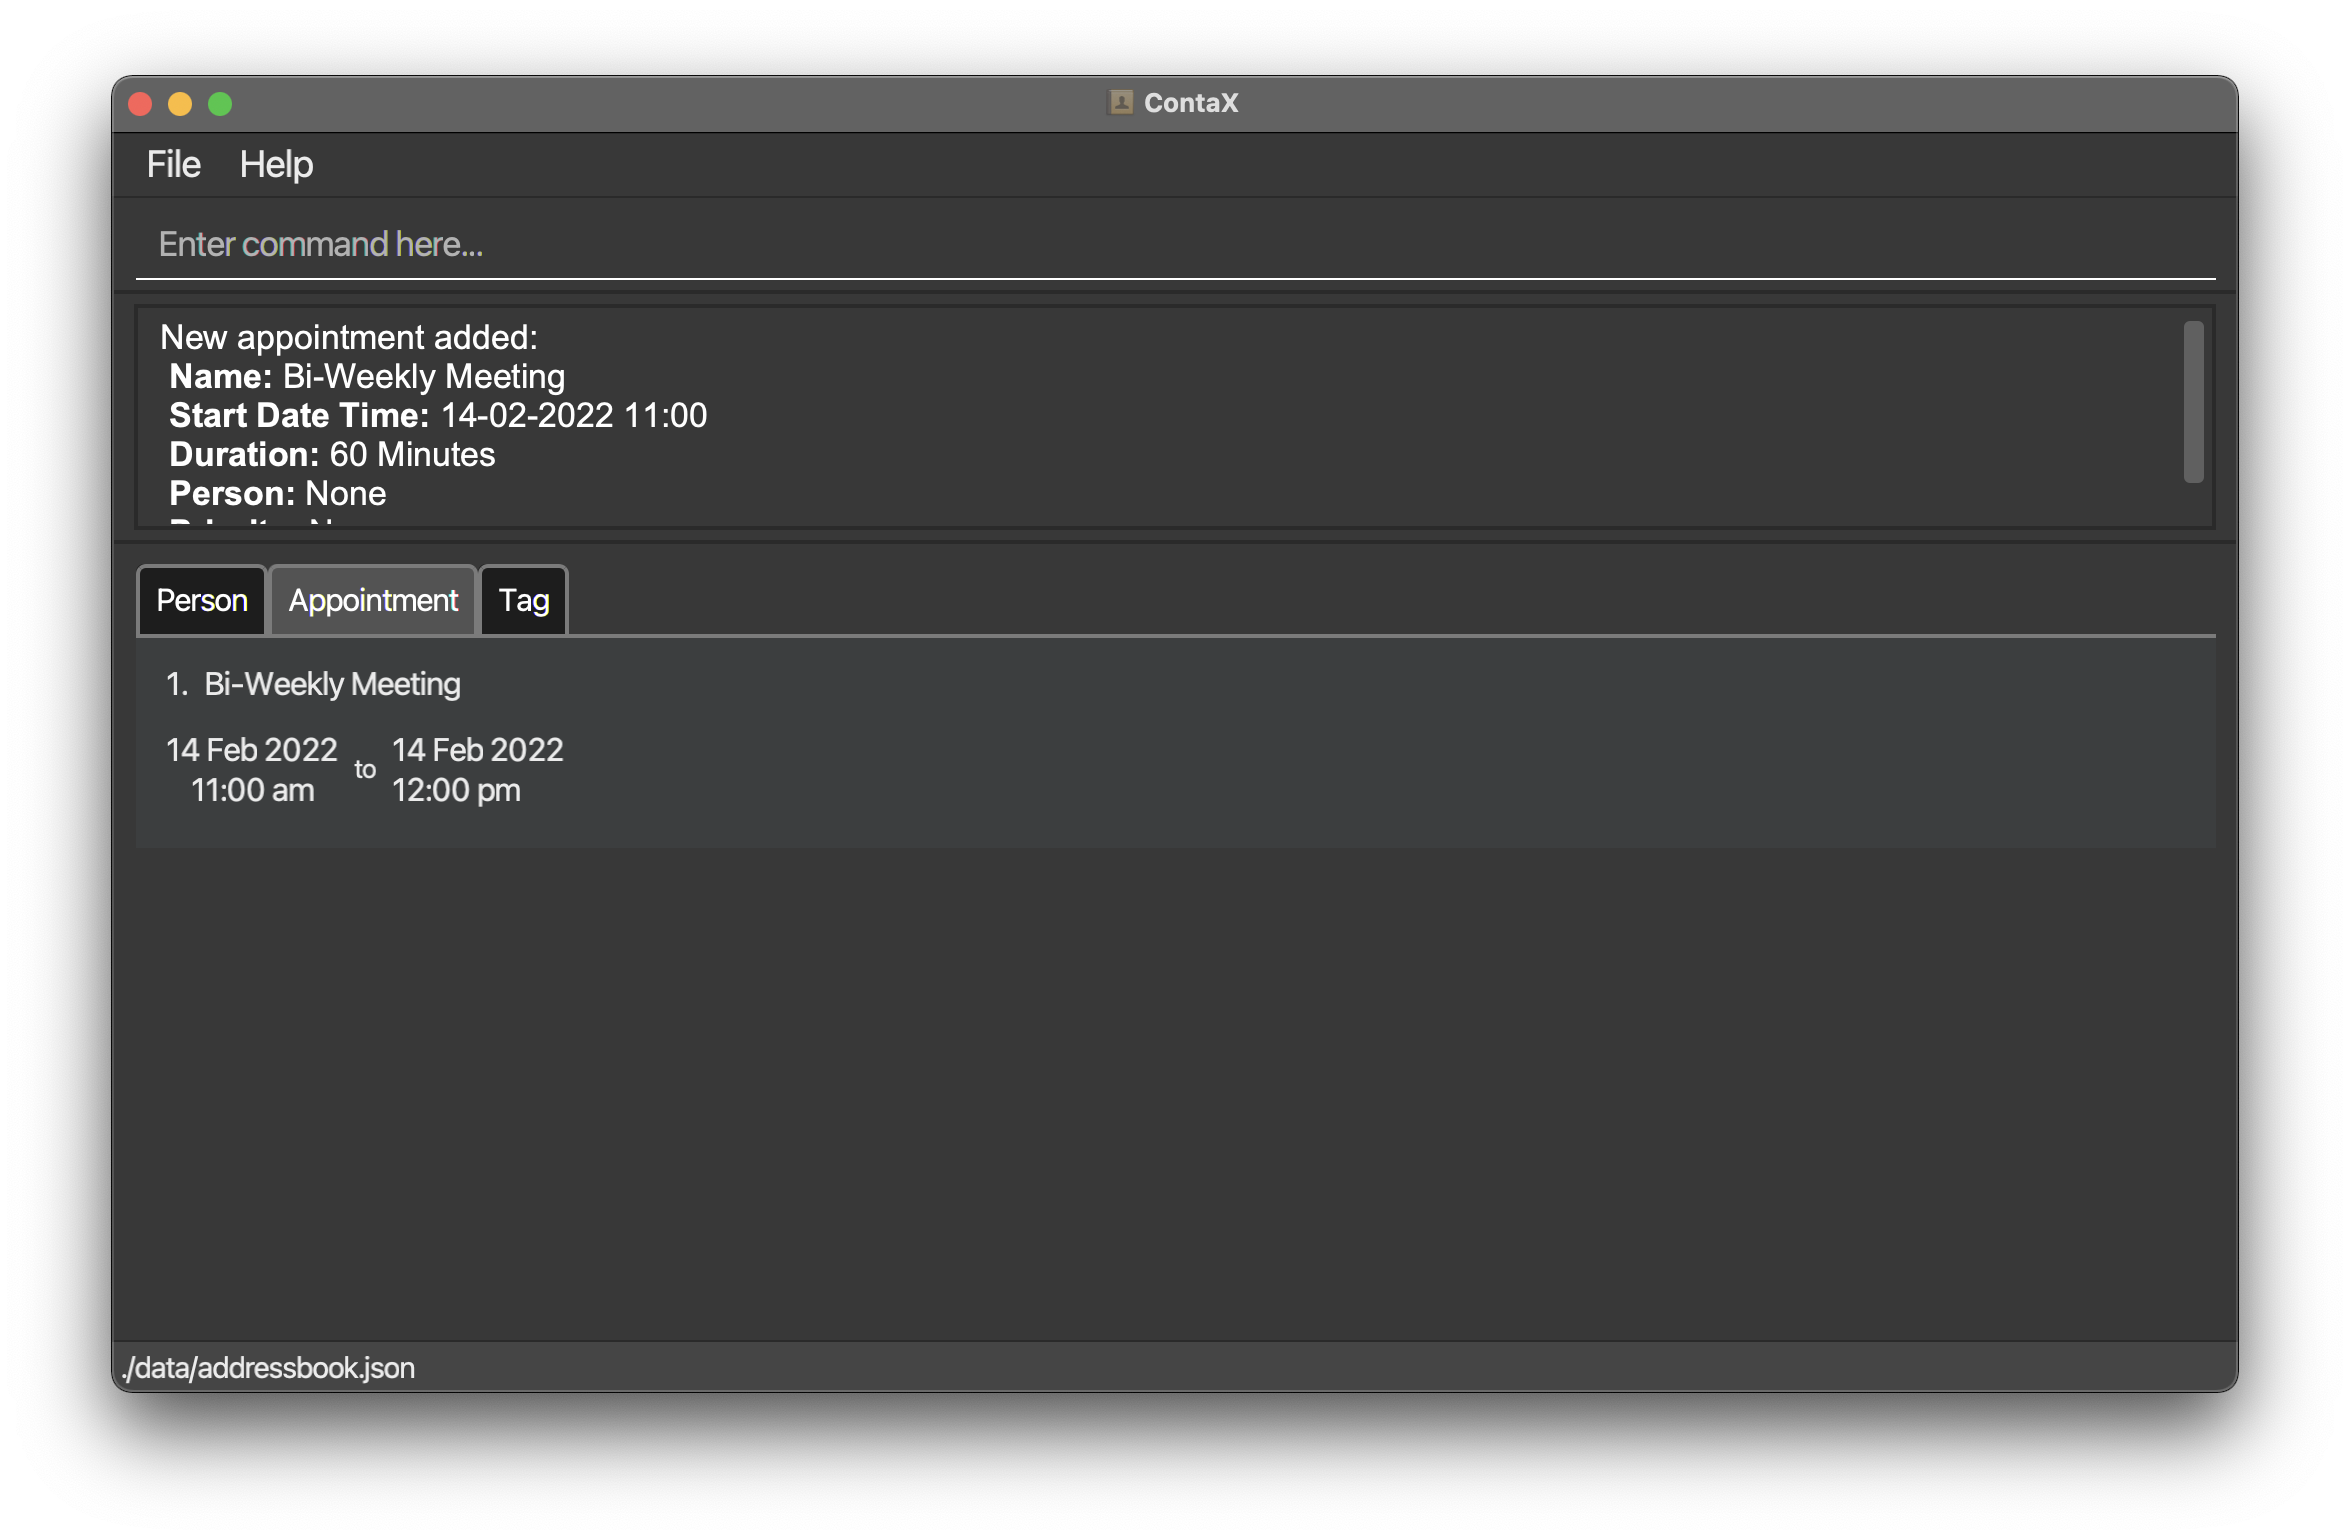 ContaX
File Help
Enter command here...
New appointment added:
Name: Bi-Weekly Meeting
Start Date Time: 14-02-2022 11:00
Duration: 60 Minutes
Person: None
Person Appointment Tag
1. Bi-Weekly Meeting
14 Feb 2022 to 14 Feb 2022
11:00 am 12:00 pm
./data/addressbook.json